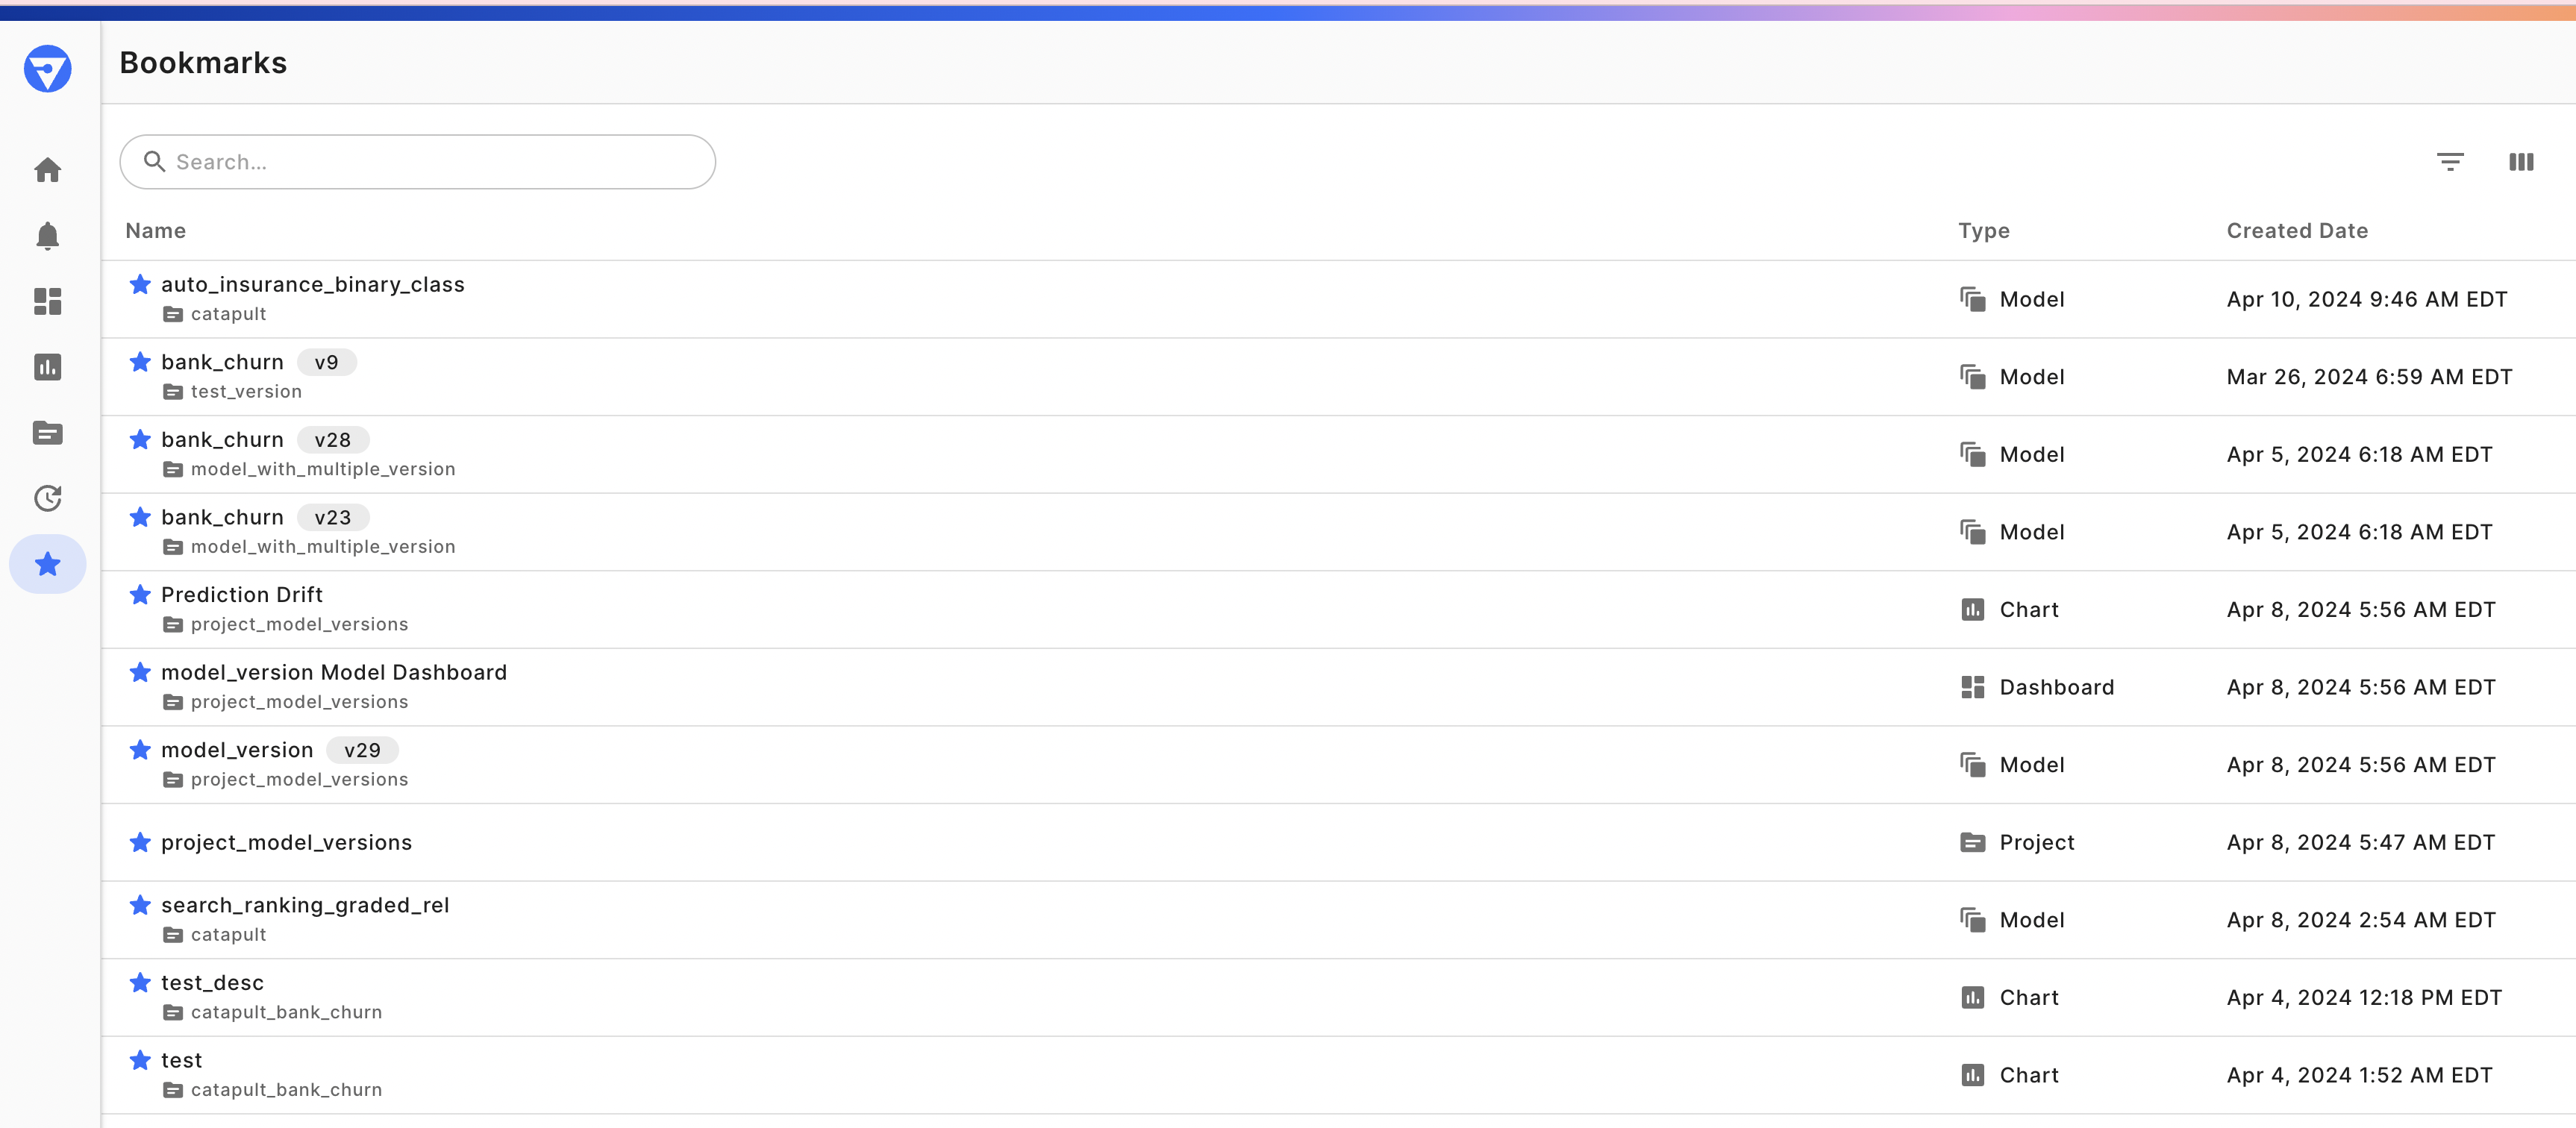 Bookmarks
Search...
Name Type Created Date
auto_insurance_binary_class
catapult
Model Apr 10, 2024 9:46 AM EDT
bank_churn v9
test_version
Model Mar 26, 2024 6:59 AM EDT
bank_churn v28
model_with_multiple_version
Model Apr 5, 2024 6:18 AM EDT
bank_churn v23
model_with_multiple_version
Model Apr 5, 2024 6:18 AM EDT
Prediction Drift
project_model_versions
Chart Apr 8, 2024 5:56 AM EDT
model_version Model Dashboard
project_model_versions
Dashboard Apr 8, 2024 5:56 AM EDT
model_version v29
project_model_versions
Model Apr 8, 2024 5:56 AM EDT
project_model_versions Project Apr 8, 2024 5:47 AM EDT
search_ranking_graded_rel
catapult
Model Apr 8, 2024 2:54 AM EDT
test_desc
catapult_bank_churn
Chart Apr 4, 2024 12:18 PM EDT
test
catapult_bank_churn
Chart Apr 4, 2024 1:52 AM EDT